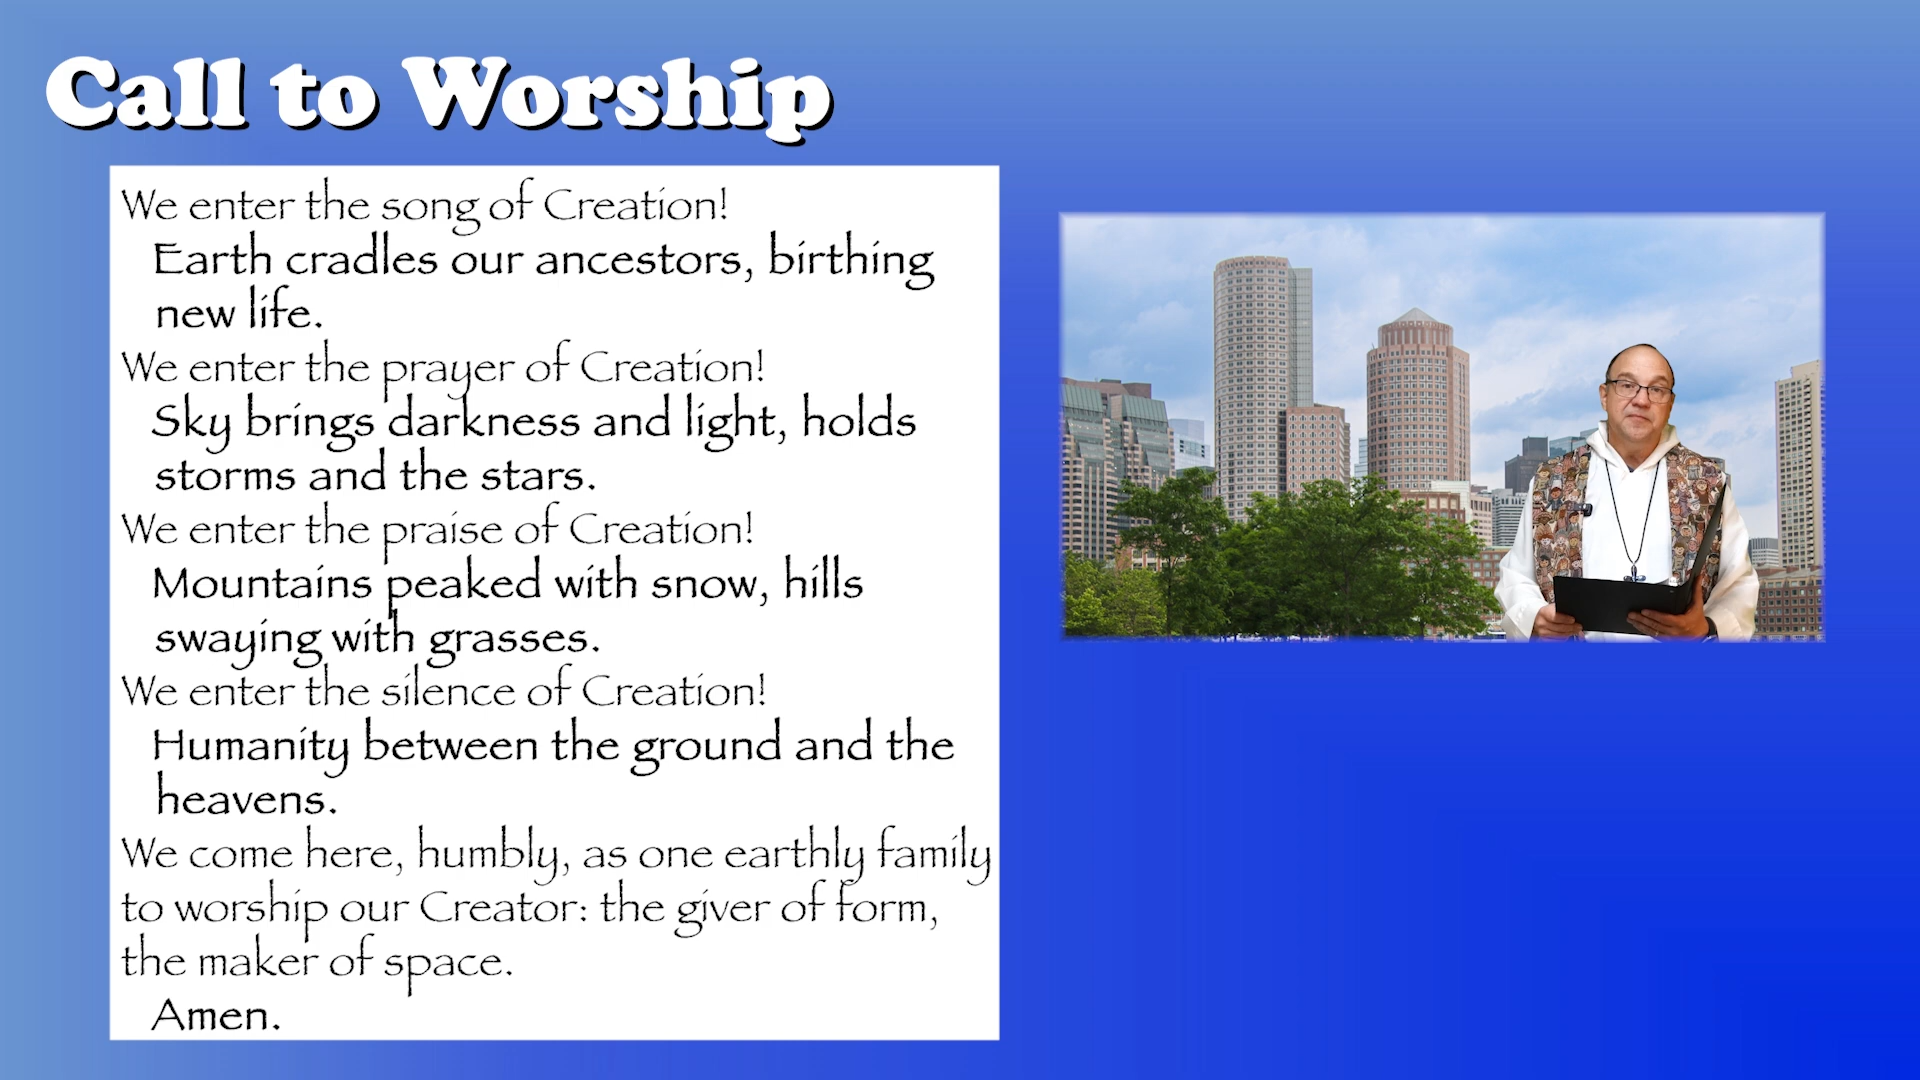 Call to Worship
We enter the song of Creation!
Earth cradles our ancestors, birthing
new life.
We enter the prayer of Creation!
Sky brings darkness and light, holds
storms and the stars.
We enter the praise of Creation!
Mountains peaked with snow, hills
swaying with grasses.
We enter the silence of Creation!
Humanity between the ground and the
heavens.
We come here, humbly, as one earthly family
to worship our Creator: the giver of form,
the maker of space.
Amen.